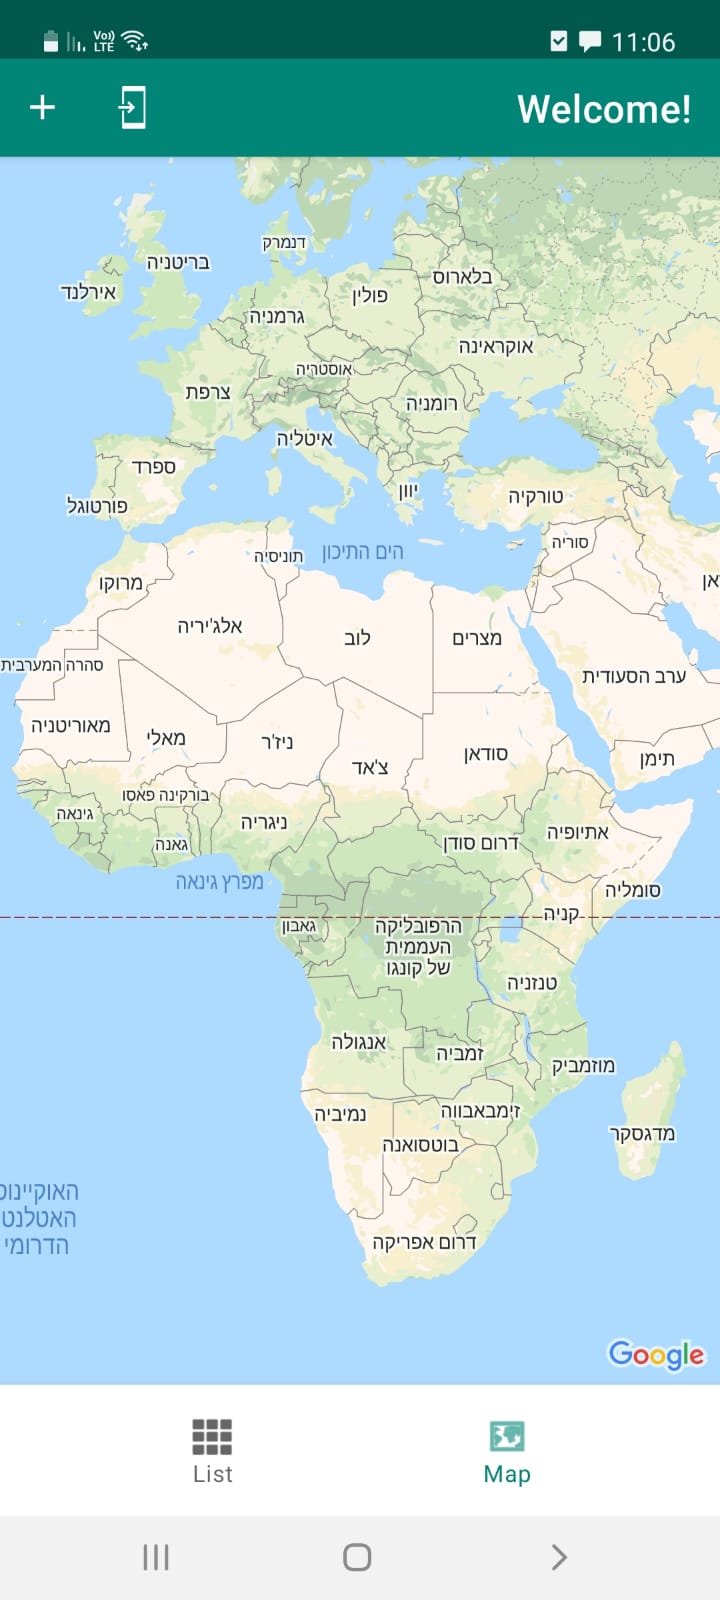 Vo))
LTE
11:06
Welcome!
דנמרק
בריטניה
אירלנד
בלארוס
פולין
גרמניה
אוקראינה
אוסטריה
צרפת
רומניה
איטליה
ספרד
יוון
טורקיה
פורטוגל
סוריה
הים התיכון
תוניסיה
מרוקו
אלג'יריה
לוב
מצרים
סהרה המערבית
ערב הסעודית
מאוריטניה
מאלי
ניז'ר
צ'אד
סודאן
תימן
בורקינה פאסו
גינאה
ניגריה
גאנה
דרום סודן
אתיופיה
מפרץ גינאה
סומליה
קניה
גאבון
הרפובליקה
העממית
של קונגו
טנזניה
אנגולה
זמביה
מוזמביק
נמיביה
זימבאבווה
בוטסואנה
מדגסקר
האוקיינוס
האטלנטי
הדרומי
דרום אפריקה
Google
List
Map